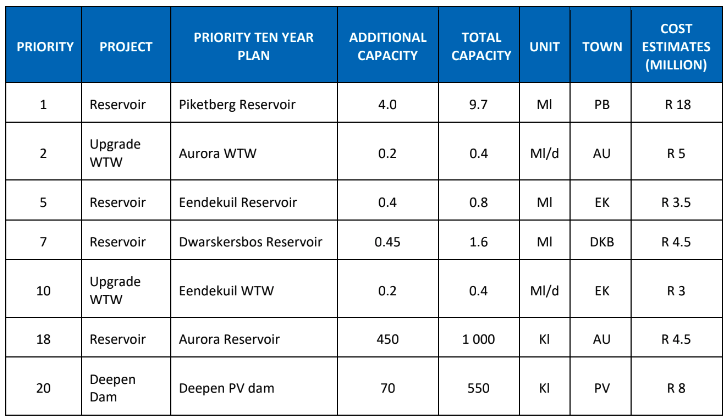 PRIORITY PROJECT PRIORITY TEN YEAR PLAN ADDITIONAL CAPACITY TOTAL CAPACITY UNIT TOWN COST ESTIMATES (MILLION)
1 Reservoir Piketberg Reservoir 4.0 9.7 Ml PB R 18
2 Upgrade WTW Aurora WTW 0.2 0.4 Ml/d AU R 5
5 Reservoir Eendekuil Reservoir 0.4 0.8 Ml EK R 3.5
7 Reservoir Dwarskersbos Reservoir 0.45 1.6 Ml DKB R 4.5
10 Upgrade WTW Eendekuil WTW 0.2 0.4 Ml/d EK R 3
18 Reservoir Aurora Reservoir 450 1 000 Kl AU R 4.5
20 Deepen Dam Deepen PV dam 70 550 Kl PV R 8